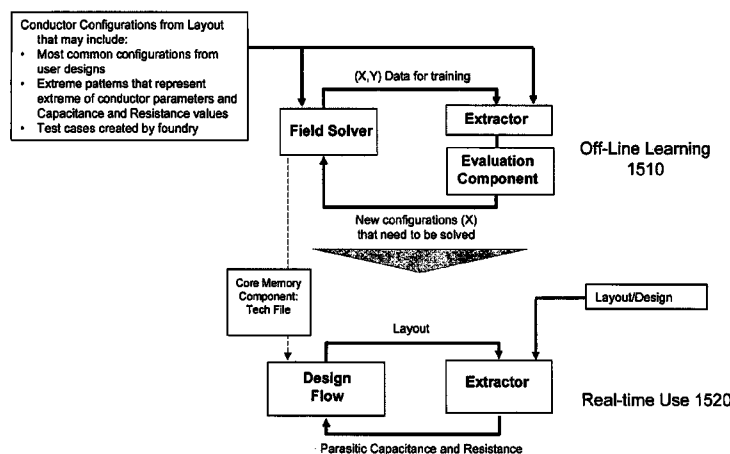 Conductor Configurations from Layout
that may include:
• Most common configurations from
user designs
• Extreme patterns that represent
extreme of conductor parameters and
Capacitance and Resistance values
• Test cases created by foundry
(X,Y) Data for training
Field Solver
Extractor
Evaluation
Component
Off-Line Learning
1510
New configurations (X)
that need to be solved
Core Memory
Component:
Tech File
Layout/Design
Layout
Design
Flow
Extractor
Real-time Use 1520
Parasitic Capacitance and Resistance